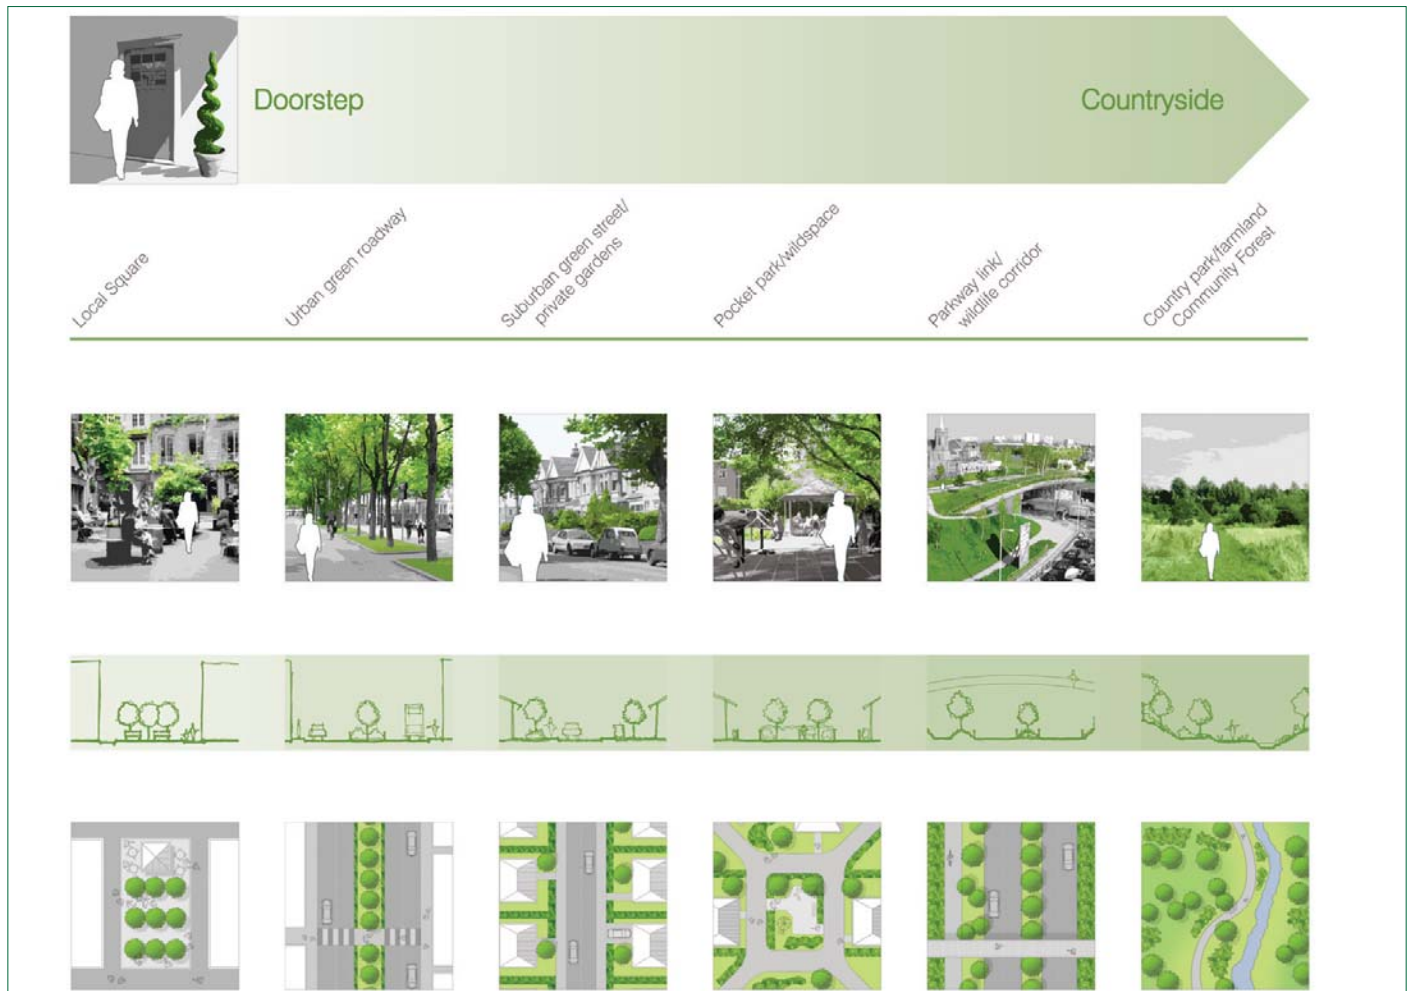 Doorstep
Countryside
Local Square
Urban green roadway
Suburban green street/
private gardens
Pocket park/wildspace
Parkway link/
wildlife corridor
Country park/farmland
Community Forest